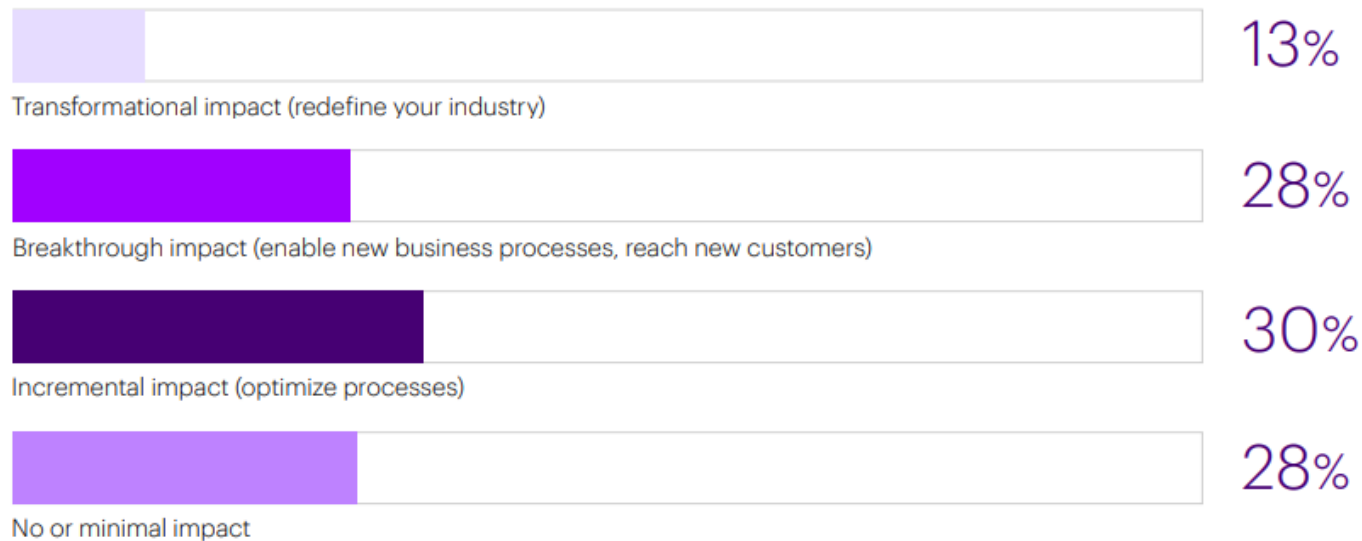 13%
Transformational impact (redefine your industry)
28%
Breakthrough impact (enable new business processes, reach new customers)
30%
Incremental impact (optimize processes)
28%
No or minimal impact